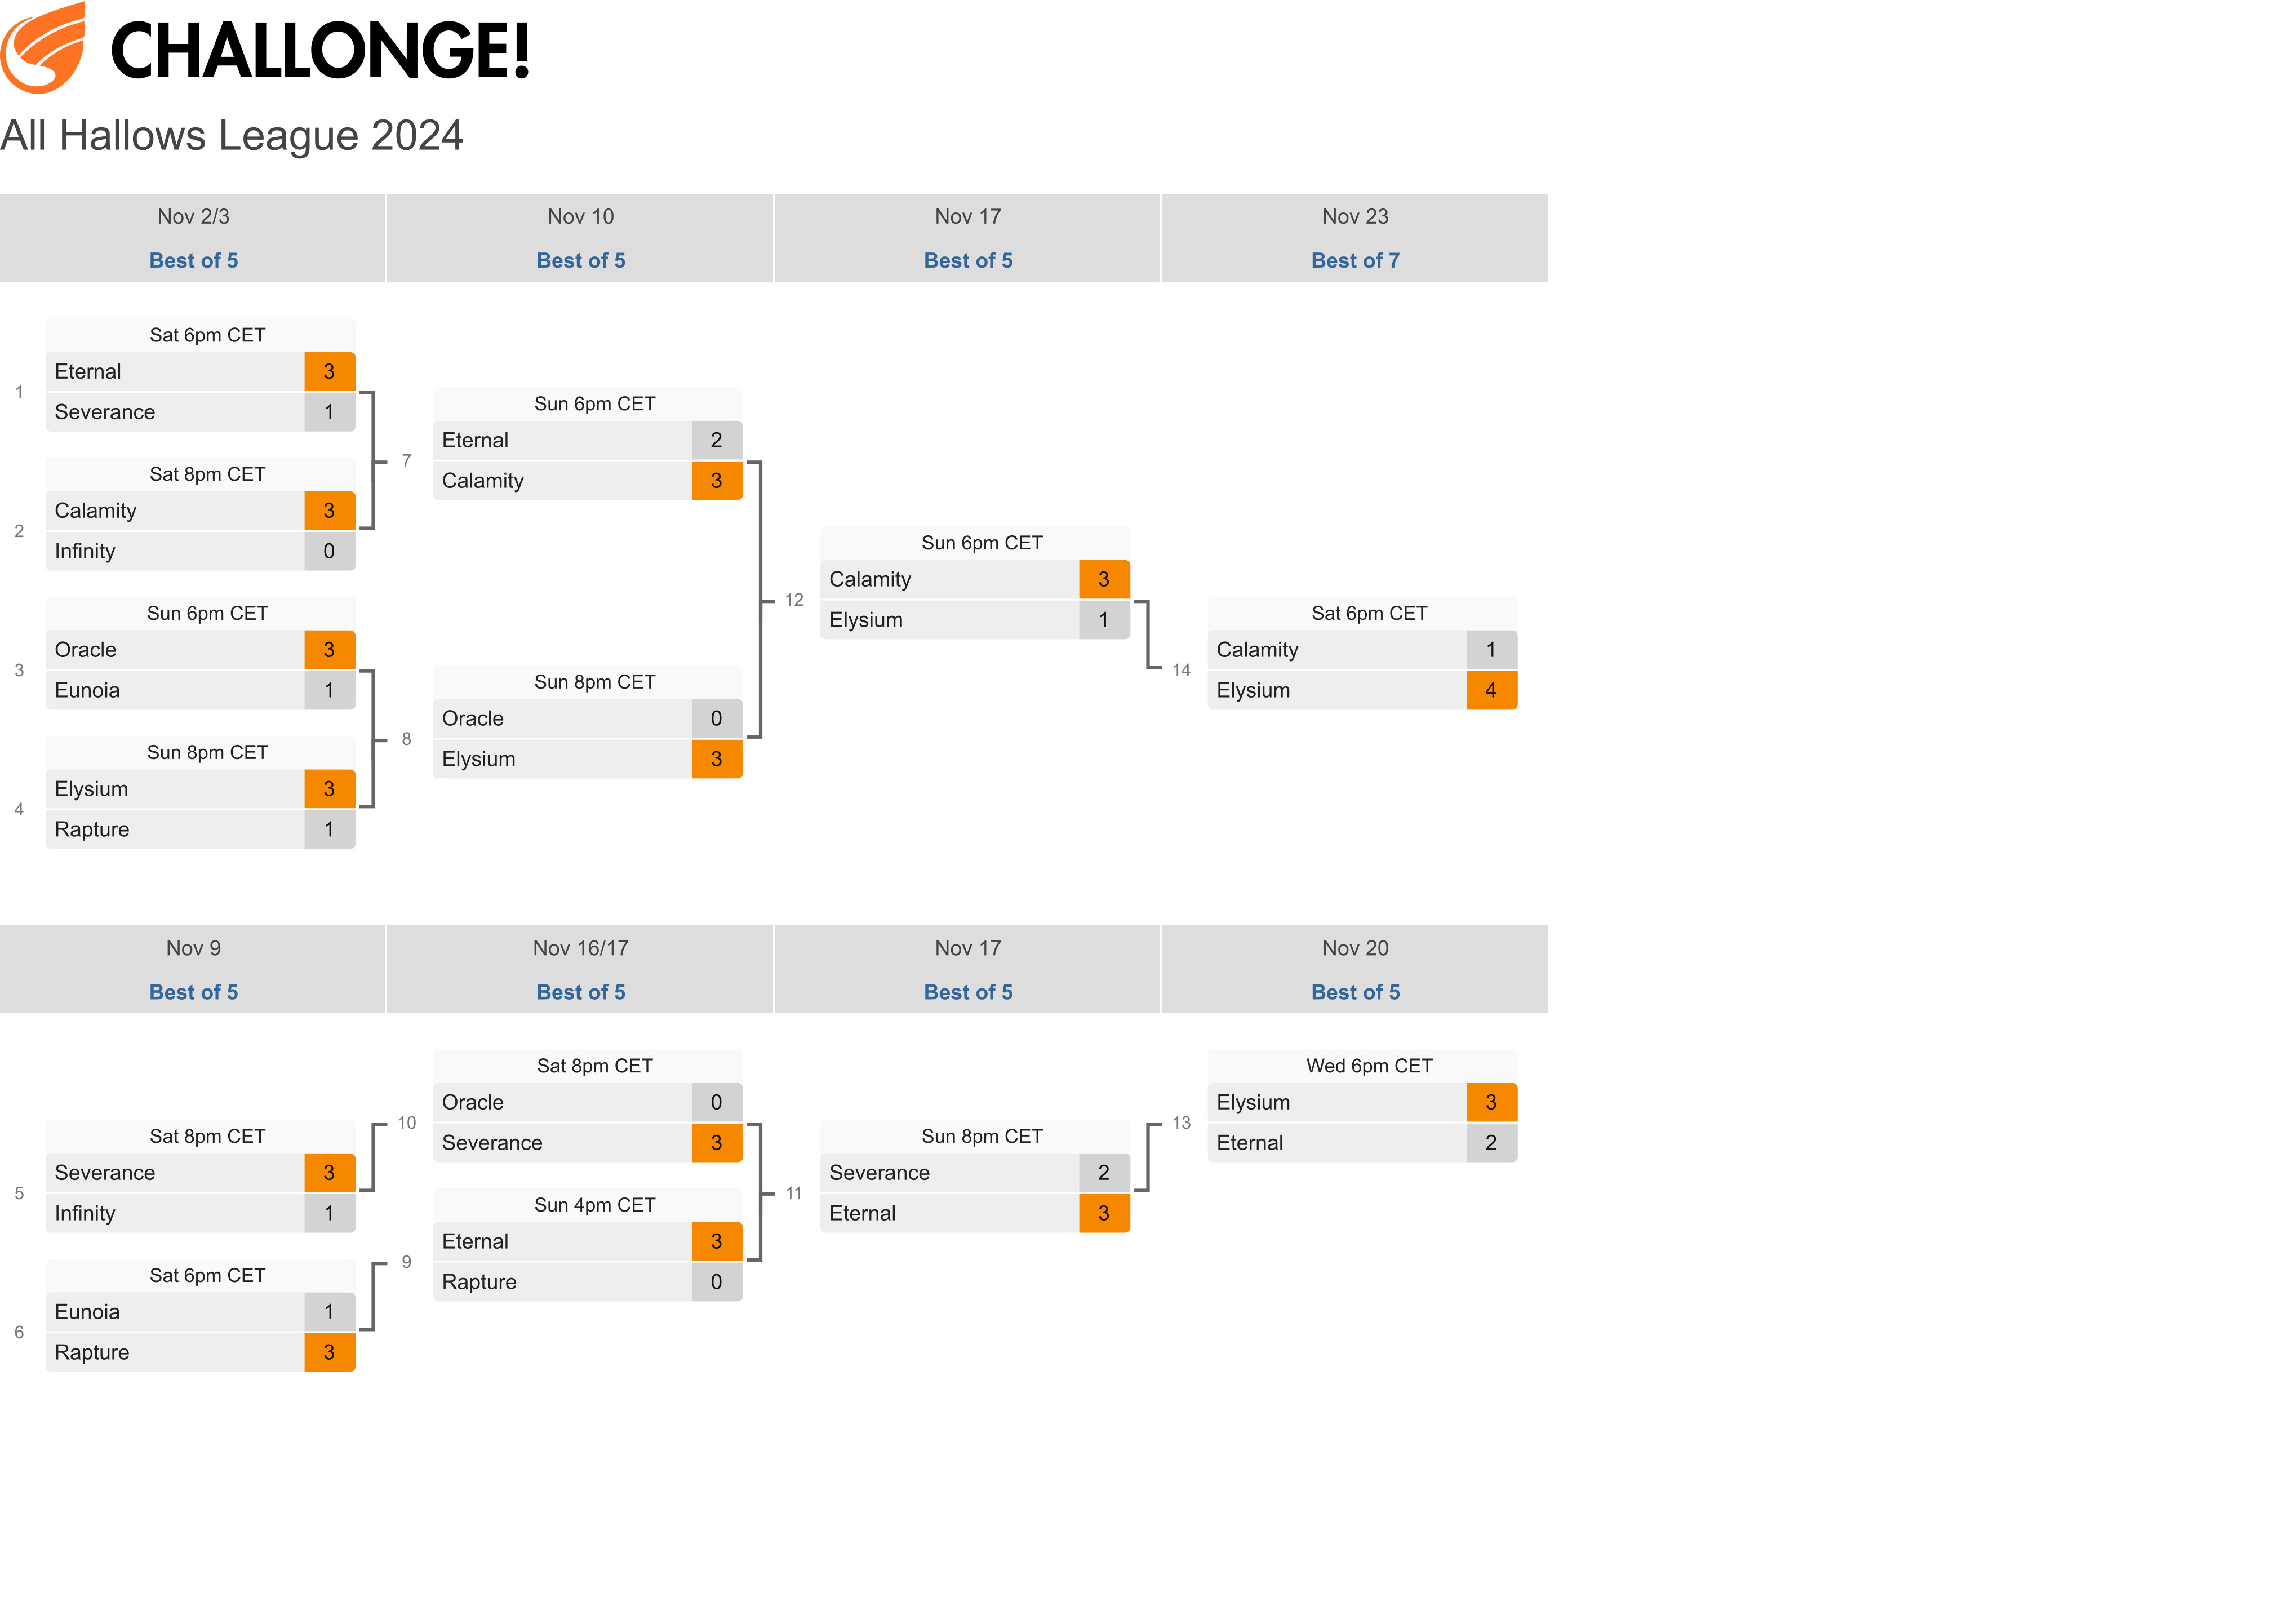 CHALLONGE!
All Hallows League 2024
Nov 2/3
Best of 5
Nov 10
Best of 5
Nov 17
Best of 5
Nov 23
Best of 7
1
Sat 6pm CET
Eternal 3
Severance 1
2
Sat 8pm CET
Calamity 3
Infinity 0
3
Sun 6pm CET
Oracle 3
Eunoia 1
4
Sun 8pm CET
Elysium 3
Rapture 1
7
Sun 6pm CET
Eternal 2
Calamity 3
8
Sun 8pm CET
Oracle 0
Elysium 3
12
Sun 6pm CET
Calamity 3
Elysium 1
14
Sat 6pm CET
Calamity 1
Elysium 4
Nov 9
Best of 5
Nov 16/17
Best of 5
Nov 17
Best of 5
Nov 20
Best of 5
5
Sat 8pm CET
Severance 3
Infinity 1
6
Sat 6pm CET
Eunoia 1
Rapture 3
10
Sat 8pm CET
Oracle 0
Severance 3
9
Sun 4pm CET
Eternal 3
Rapture 0
11
Sun 8pm CET
Severance 2
Eternal 3
13
Wed 6pm CET
Elysium 3
Eternal 2